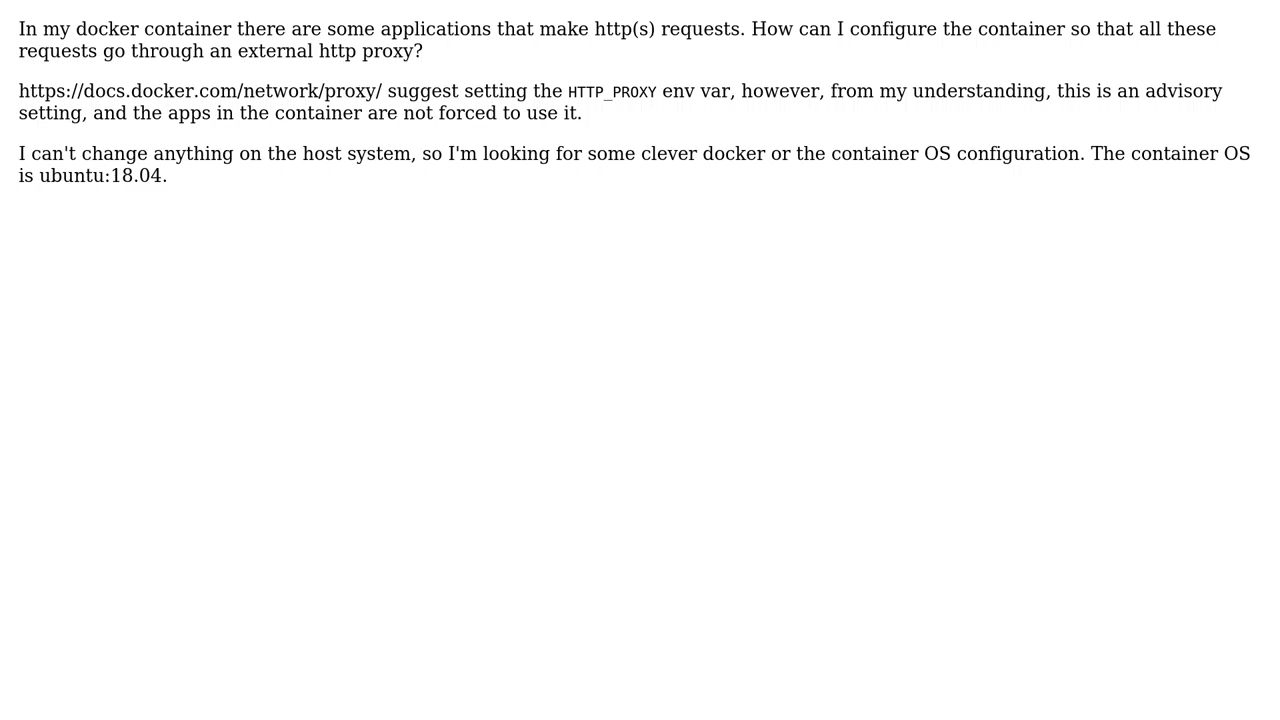 In my docker container there are some applications that make http(s) requests. How can I configure the container so that all these
requests go through an external http proxy?
https://docs.docker.com/network/proxy/ suggest setting the HTTP_PROXY env var, however, from my understanding, this is an advisory
setting, and the apps in the container are not forced to use it.
I can't change anything on the host system, so I'm looking for some clever docker or the container OS configuration. The container OS
is ubuntu:18.04.